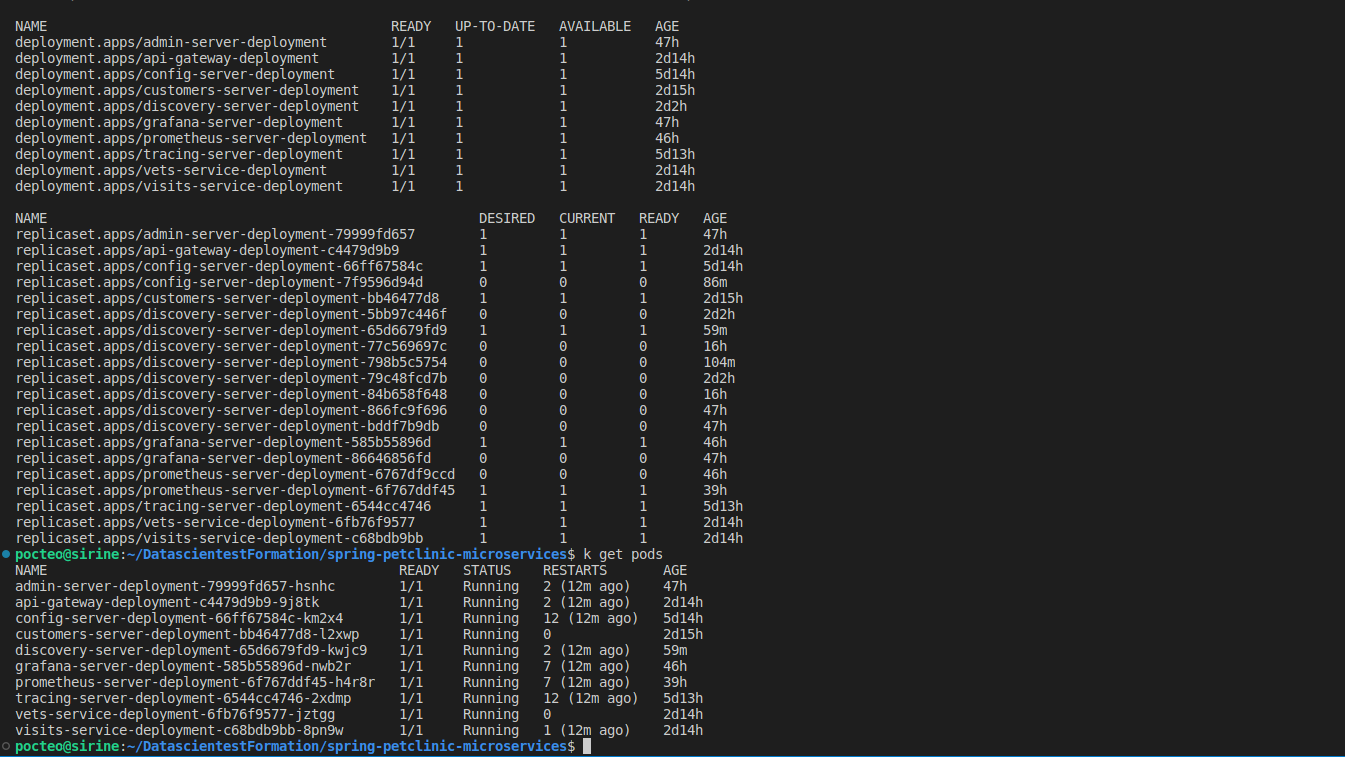 NAME READY UP-TO-DATE AVAILABLE AGE
deployment.apps/admin-server-deployment 1/1 1 1 47h
deployment.apps/api-gateway-deployment 1/1 1 1 2d14h
deployment.apps/config-server-deployment 1/1 1 1 5d14h
deployment.apps/customers-server-deployment 1/1 1 1 2d15h
deployment.apps/discovery-server-deployment 1/1 1 1 2d2h
deployment.apps/grafana-server-deployment 1/1 1 1 47h
deployment.apps/prometheus-server-deployment 1/1 1 1 46h
deployment.apps/tracing-server-deployment 1/1 1 1 5d13h
deployment.apps/vets-service-deployment 1/1 1 1 2d14h
deployment.apps/visits-service-deployment 1/1 1 1 2d14h
NAME DESIRED CURRENT READY AGE
replicaset.apps/admin-server-deployment-79999fd657 1 1 1 47h
replicaset.apps/api-gateway-deployment-c4479d9b9 1 1 1 2d14h
replicaset.apps/config-server-deployment-66ff67584c 1 1 1 5d14h
replicaset.apps/config-server-deployment-7f9596d94d 0 0 0 86m
replicaset.apps/customers-server-deployment-bb46477d8 1 1 1 2d15h
replicaset.apps/discovery-server-deployment-5bb97c446f 0 0 0 2d2h
replicaset.apps/discovery-server-deployment-65d6679fd9 1 1 1 59m
replicaset.apps/discovery-server-deployment-77c569697c 0 0 0 16h
replicaset.apps/discovery-server-deployment-798b5c5754 0 0 0 104m
replicaset.apps/discovery-server-deployment-79c48fcd7b 0 0 0 2d2h
replicaset.apps/discovery-server-deployment-84b658f648 0 0 0 16h
replicaset.apps/discovery-server-deployment-866fc9f696 0 0 0 47h
replicaset.apps/discovery-server-deployment-bddf7b9db 0 0 0 47h
replicaset.apps/grafana-server-deployment-585b55896d 1 1 1 46h
replicaset.apps/grafana-server-deployment-86646856fd 0 0 0 47h
replicaset.apps/prometheus-server-deployment-6767df9ccd 0 0 0 46h
replicaset.apps/prometheus-server-deployment-6f767ddf45 1 1 1 39h
replicaset.apps/tracing-server-deployment-6544cc4746 1 1 1 5d13h
replicaset.apps/vets-service-deployment-6fb76f9577 1 1 1 2d14h
replicaset.apps/visits-service-deployment-c68bdb9bb 1 1 1 2d14h
pocteo@sirine:~/DatascientestFormation/spring-petclinic-microservices$ k get pods
NAME READY STATUS RESTARTS AGE
admin-server-deployment-79999fd657-hsnhc 1/1 Running 2 (12m ago) 47h
api-gateway-deployment-c4479d9b9-9j8tk 1/1 Running 2 (12m ago) 2d14h
config-server-deployment-66ff67584c-km2x4 1/1 Running 12 (12m ago) 5d14h
customers-server-deployment-bb46477d8-l2xwp 1/1 Running 0 2d15h
discovery-server-deployment-65d6679fd9-kwjc9 1/1 Running 2 (12m ago) 59m
grafana-server-deployment-585b55896d-nwb2r 1/1 Running 7 (12m ago) 46h
prometheus-server-deployment-6f767ddf45-h4r8r 1/1 Running 7 (12m ago) 39h
tracing-server-deployment-6544cc4746-2xdmp 1/1 Running 12 (12m ago) 5d13h
vets-service-deployment-6fb76f9577-jztgg 1/1 Running 0 2d14h
visits-service-deployment-c68bdb9bb-8pn9w 1/1 Running 1 (12m ago) 2d14h
pocteo@sirine:~/DatascientestFormation/spring-petclinic-microservices$